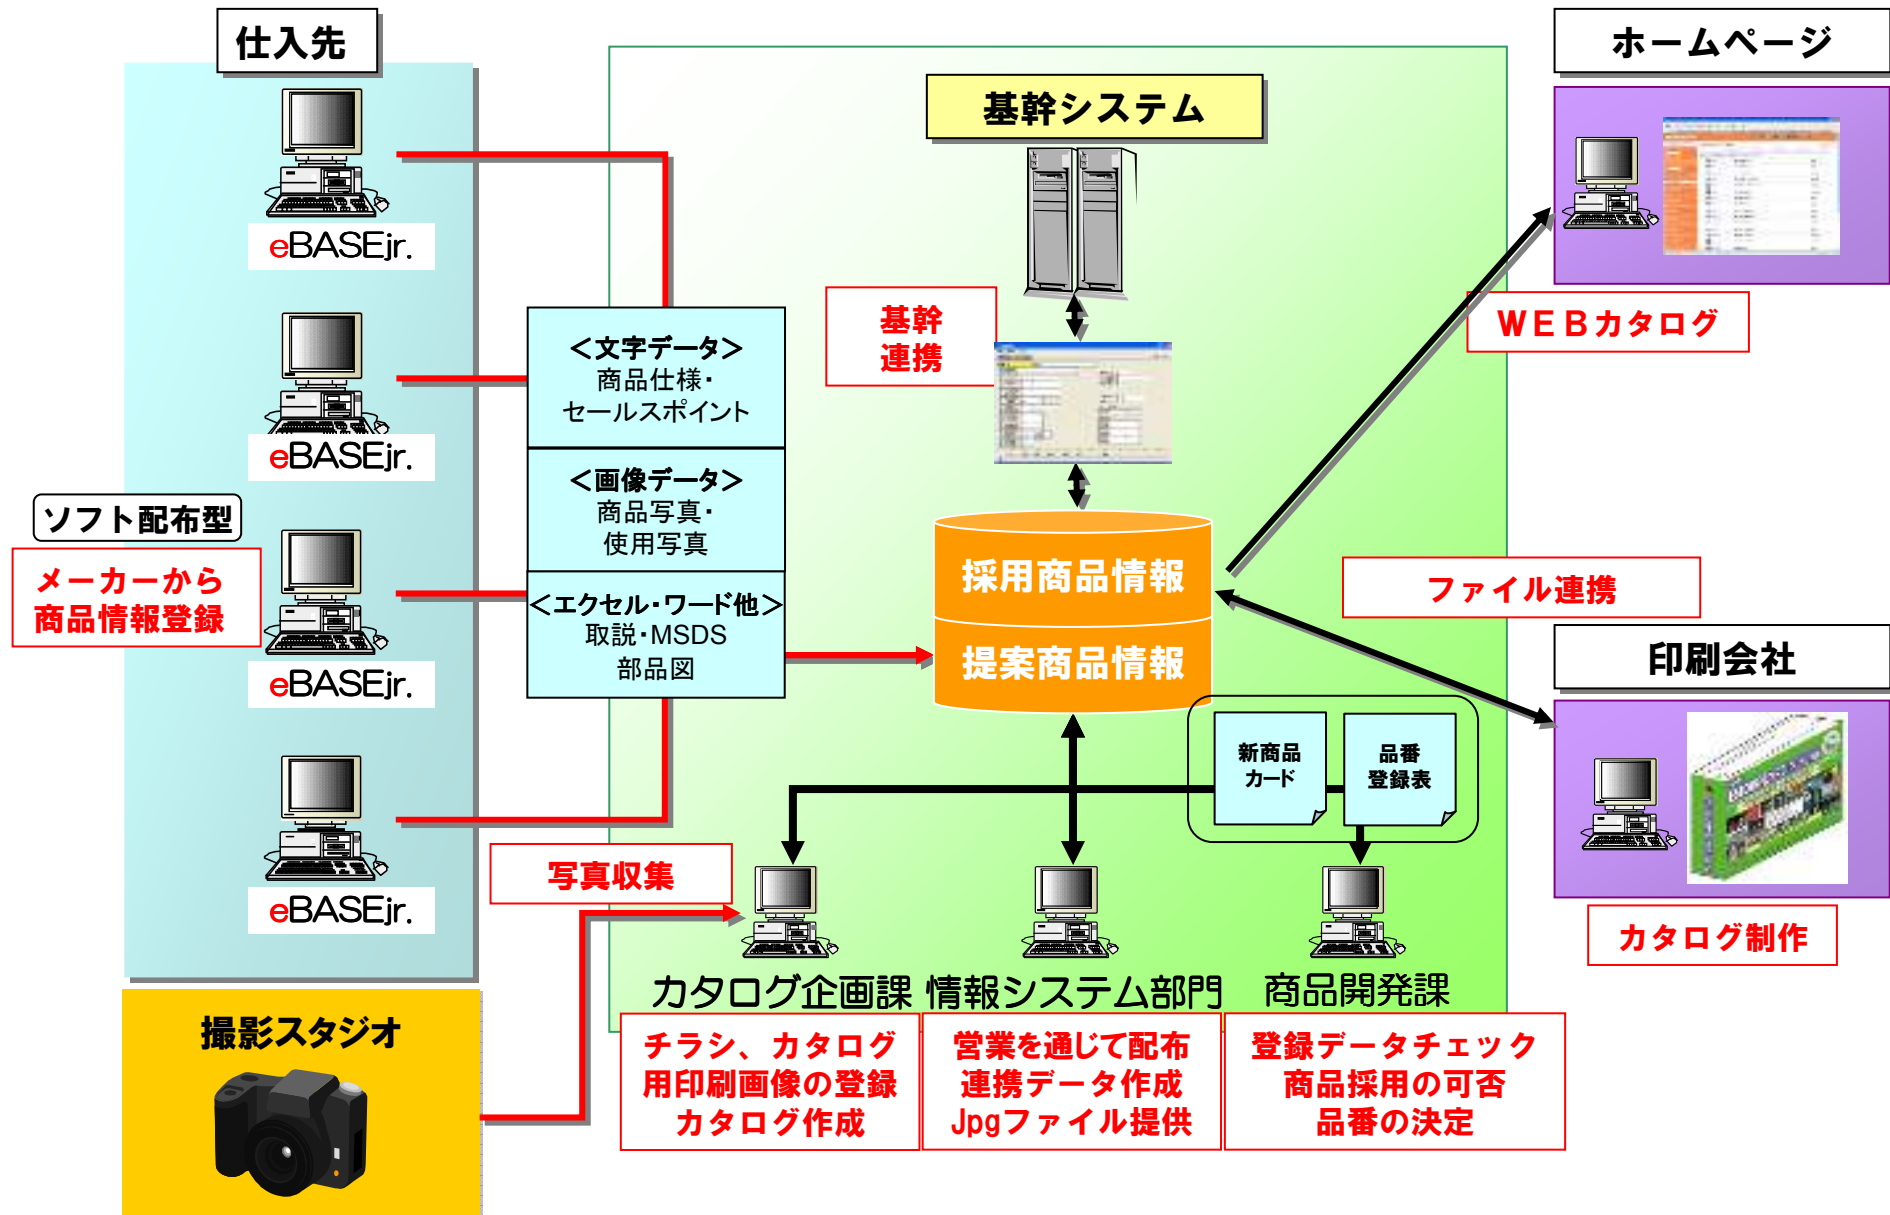 仕入先
eBASEjr.
eBASEjr.
ソフト配布型
メーカーから
商品情報登録
eBASEjr.
eBASEjr.
撮影スタジオ
<文字データ>
商品仕様・
セールスポイント
<画像データ>
商品写真・
使用写真
<エクセル・ワード他>
取説・MSDS
部品図
写真収集
基幹システム
基幹
連携
採用商品情報
提案商品情報
新商品
カード
品番
登録表
カタログ企画課
チラシ、カタログ
用印刷画像の登録
カタログ作成
情報システム部門
営業を通じて配布
連携データ作成
Jpgファイル提供
商品開発課
登録データチェック
商品採用の可否
品番の決定
ホームページ
WEBカタログ
ファイル連携
印刷会社
カタログ制作